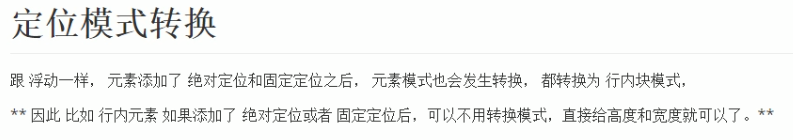 定位模式转换
跟 浮动一样， 元素添加了 绝对定位和固定定位之后， 元素模式也会发生转换， 都转换为 行内块模式，
** 因此 比如 行内元素 如果添加了 绝对定位或者 固定定位后，可以不用转换模式，直接给高度和宽度就可以了。**